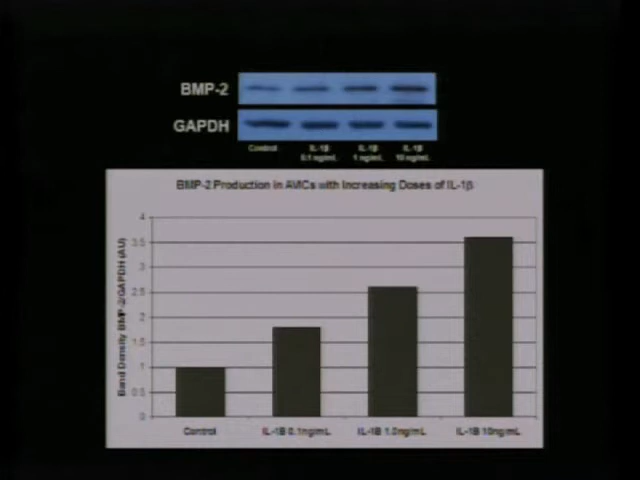 BMP-2
GAPDH
Control IL-1β 0.1 ng/mL IL-1β 1 ng/mL IL-1β 10 ng/mL
BMP-2 Production in AVICs with Increasing Doses of IL-1β
Band Density BMP-2/GAPDH (AU)
4
3.5
3
2.5
2
1.5
1
0.5
0
Control IL-1B 0.1ng/mL IL-1B 1.0ng/mL IL-1B 10ng/mL